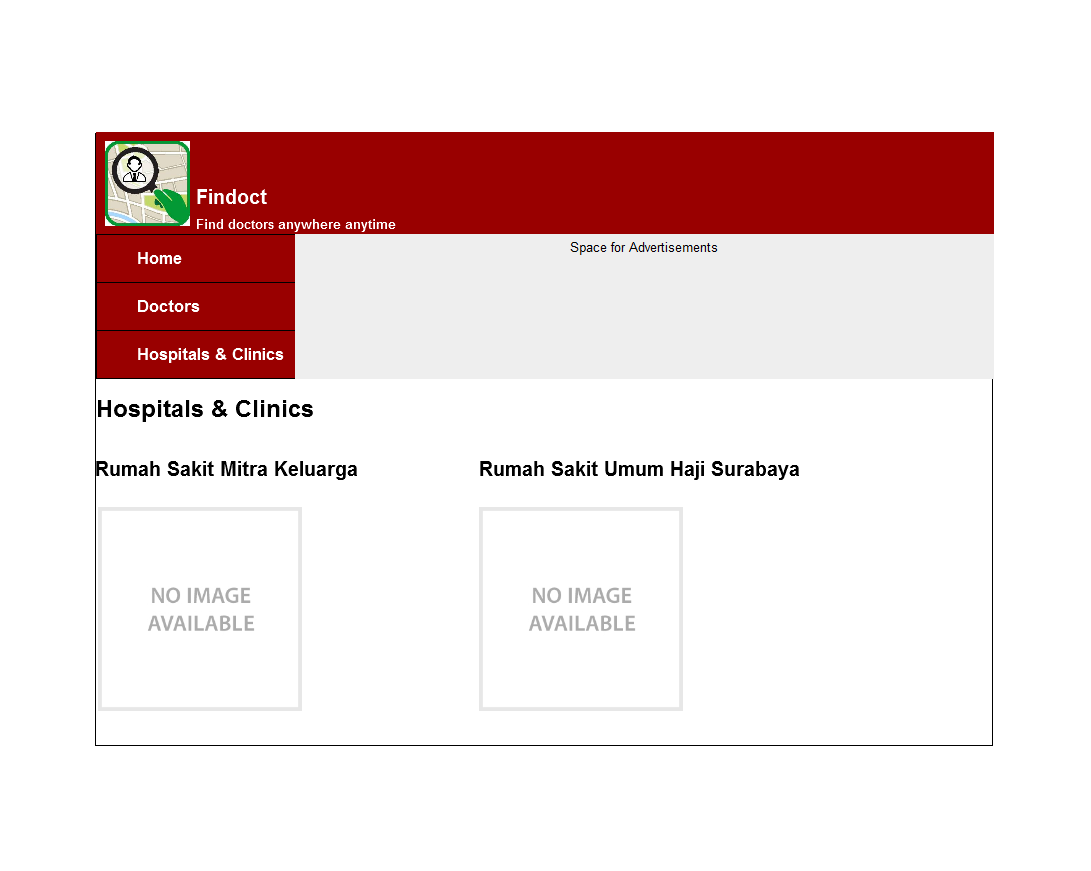 Findoct
Find doctors anywhere anytime
Home
Space for Advertisements
Doctors
Hospitals & Clinics
Hospitals & Clinics
Rumah Sakit Mitra Keluarga
Rumah Sakit Umum Haji Surabaya
NO IMAGE
AVAILABLE
NO IMAGE
AVAILABLE